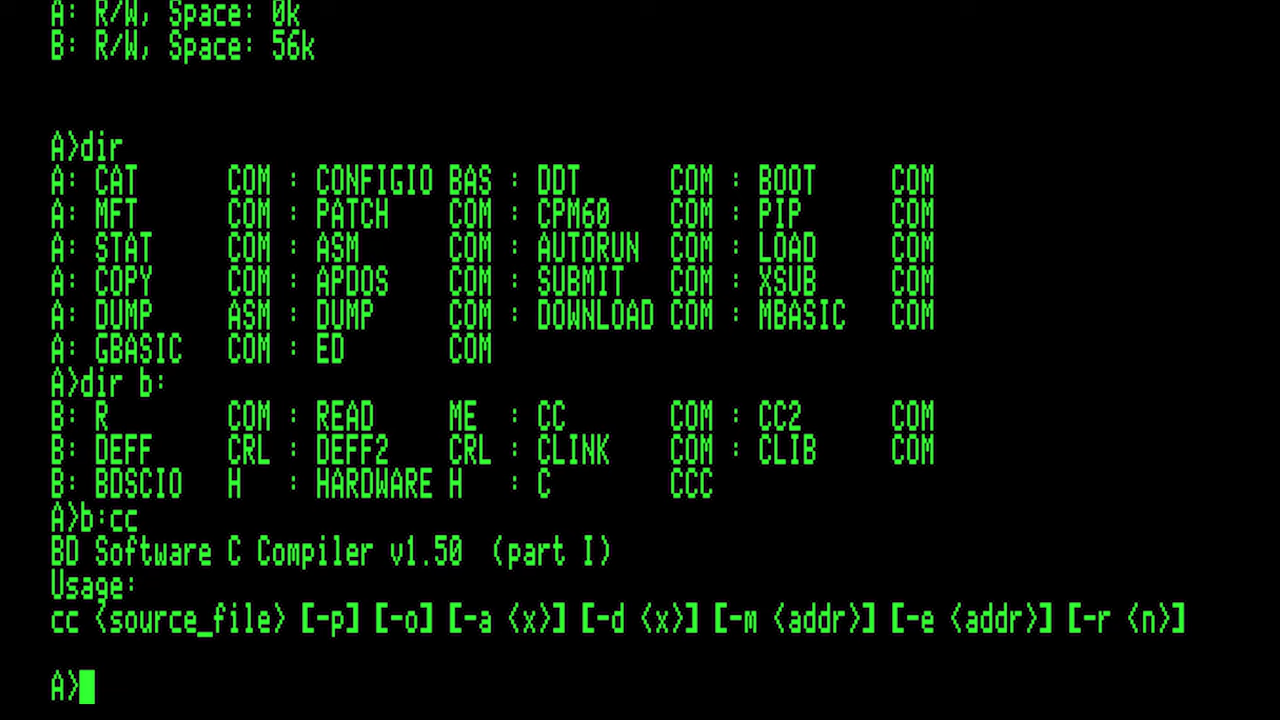 A: R/W, Space: 0k
B: R/W, Space: 56k
A>dir
A: CAT      COM : CONFIGIO BAS : DDT      COM : BOOT     COM
A: MFT      COM : PATCH    COM : CPM60    COM : PIP      COM
A: STAT     COM : ASM      COM : AUTORUN  COM : LOAD     COM
A: COPY     COM : APDOS    COM : SUBMIT   COM : XSUB     COM
A: DUMP     ASM : DUMP     COM : DOWNLOAD COM : MBASIC   COM
A: GBASIC   COM : ED       COM
A>dir b:
B: R        COM : READ     ME  : CC       COM : CC2      COM
B: DEFF     CRL : DEFF2    CRL : CLINK    COM : CLIB     COM
B: BDSCIO   H   : HARDWARE H   : C        CCC
A>b:cc
BD Software C Compiler v1.50  (part I)
Usage:
cc <source_file> [-p] [-o] [-a <x>] [-d <x>] [-m <addr>] [-e <addr>] [-r <n>]
A>